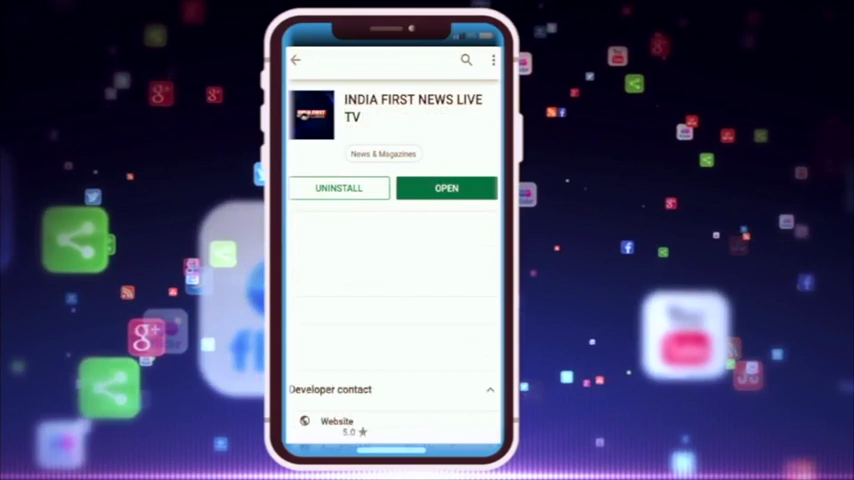 INDIA FIRST NEWS LIVE
TV
News & Magazines
UNINSTALL
OPEN
Developer contact
Website
5.0 ★